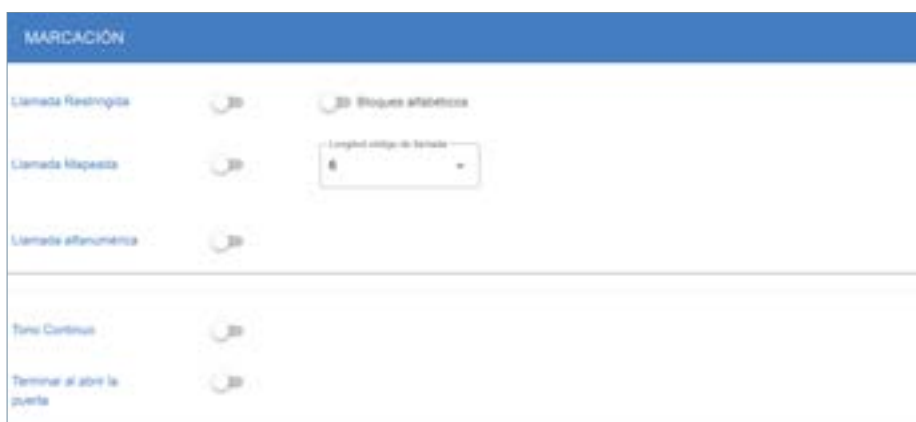 MARCACIÓN
Llamada Restringida
Bloques alfabéticos
Longitud código de llamada
Llamada Mapeada
6
Llamada alfanumérica
Tono Continuo
Terminar al abrir la
puerta